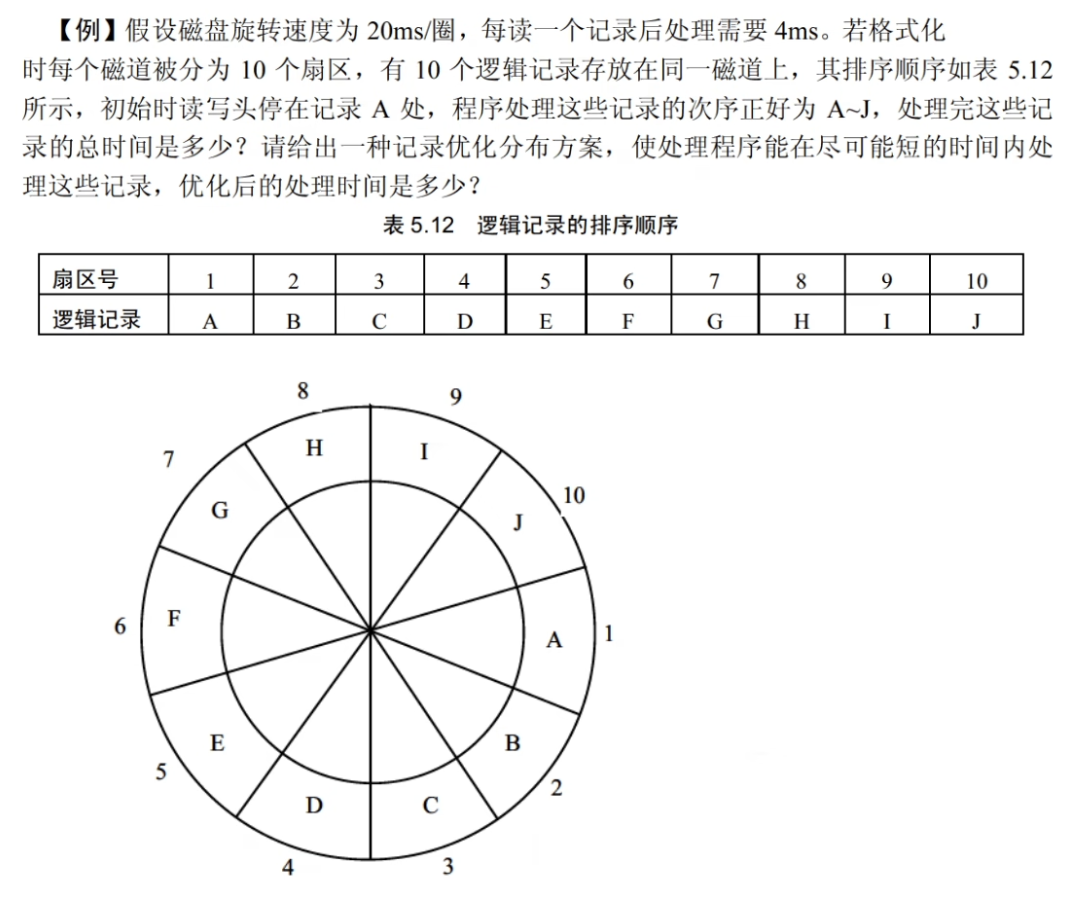 【例】假设磁盘旋转速度为 20ms/圈，每读一个记录后处理需要 4ms。若格式化
时每个磁道被分为 10 个扇区，有 10 个逻辑记录存放在同一磁道上，其排序顺序如表 5.12
所示，初始时读写头停在记录 A 处，程序处理这些记录的次序正好为 A~J，处理完这些记
录的总时间是多少？请给出一种记录优化分布方案，使处理程序能在尽可能短的时间内处
理这些记录，优化后的处理时间是多少？
表 5.12 逻辑记录的排序顺序
扇区号 1 2 3 4 5 6 7 8 9 10
逻辑记录 A B C D E F G H I J
8
9
H
I
7
10
G
J
6
F
A
1
E
B
5
2
D
C
4
3